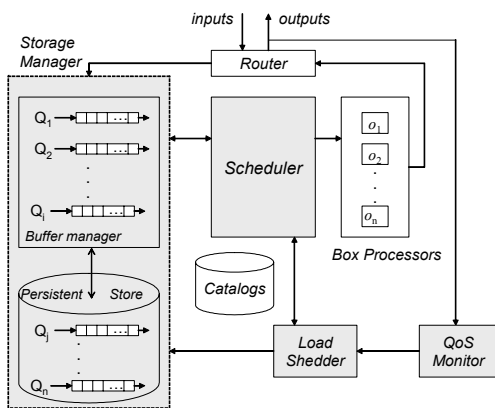 inputs outputs
Storage
Manager
Router
Q1 ...
Q2 ...
.
.
.
Qi ...
Buffer manager
Scheduler
o1
o2
.
.
.
on
Box Processors
Persistent Store
Qj ...
.
.
.
Qn ...
Catalogs
Load
Shedder
QoS
Monitor